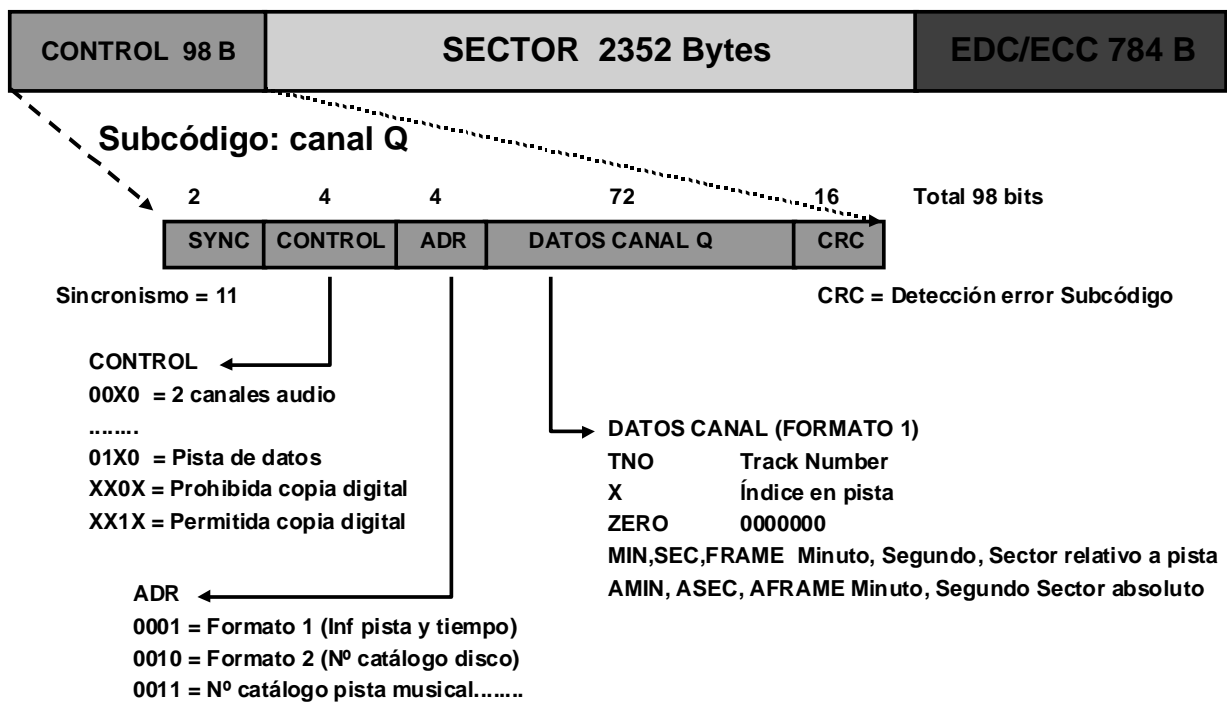 CONTROL 98 B SECTOR 2352 Bytes EDC/ECC 784 B
Subcódigo: canal Q
2 4 4 72 16 Total 98 bits
SYNC CONTROL ADR DATOS CANAL Q CRC
Sincronismo = 11 CRC = Detección error Subcódigo
CONTROL
00X0 = 2 canales audio
........
01X0 = Pista de datos
XX0X = Prohibida copia digital
XX1X = Permitida copia digital
DATOS CANAL (FORMATO 1)
TNO Track Number
X Índice en pista
ZERO 0000000
MIN,SEC,FRAME Minuto, Segundo, Sector relativo a pista
AMIN, ASEC, AFRAME Minuto, Segundo Sector absoluto
ADR
0001 = Formato 1 (Inf pista y tiempo)
0010 = Formato 2 (Nº catálogo disco)
0011 = Nº catálogo pista musical........